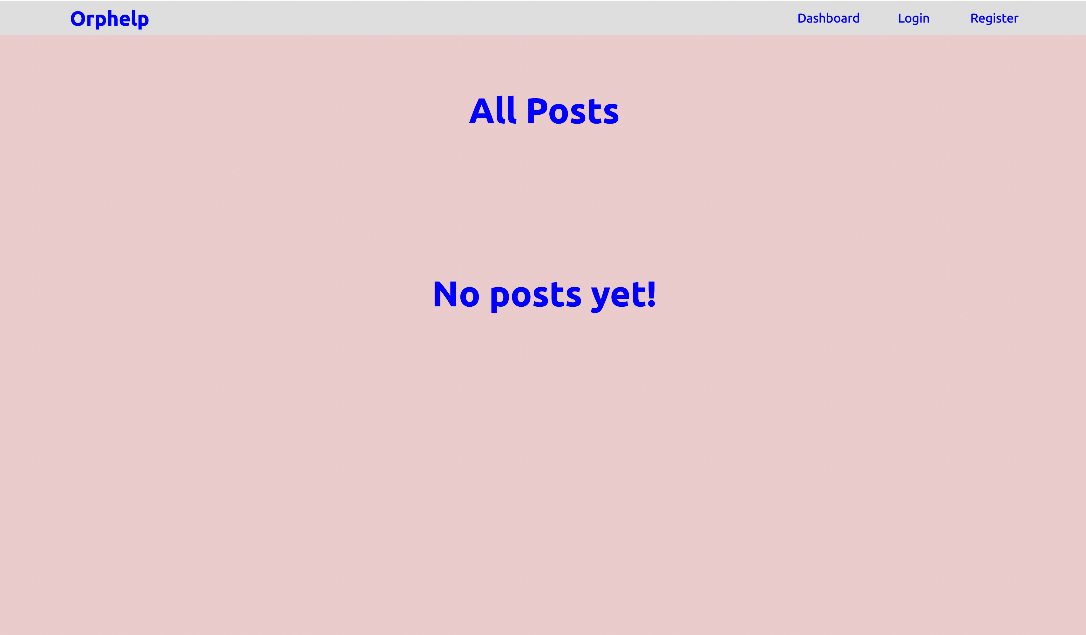 Orphelp Dashboard Login Register
All Posts
No posts yet!